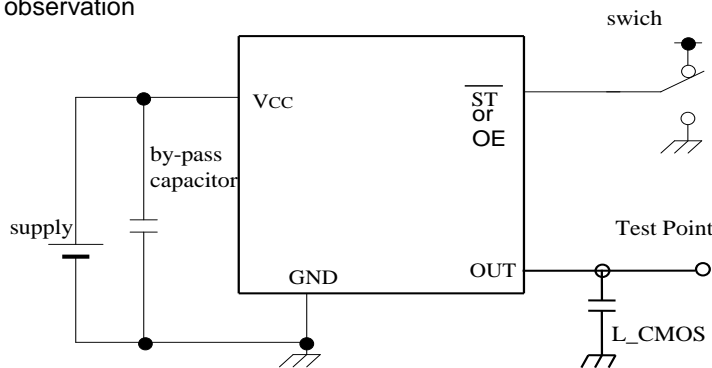 observation
swich
VCC
ST
or
OE
by-pass
capacitor
supply
Test Point
GND
OUT
L_CMOS